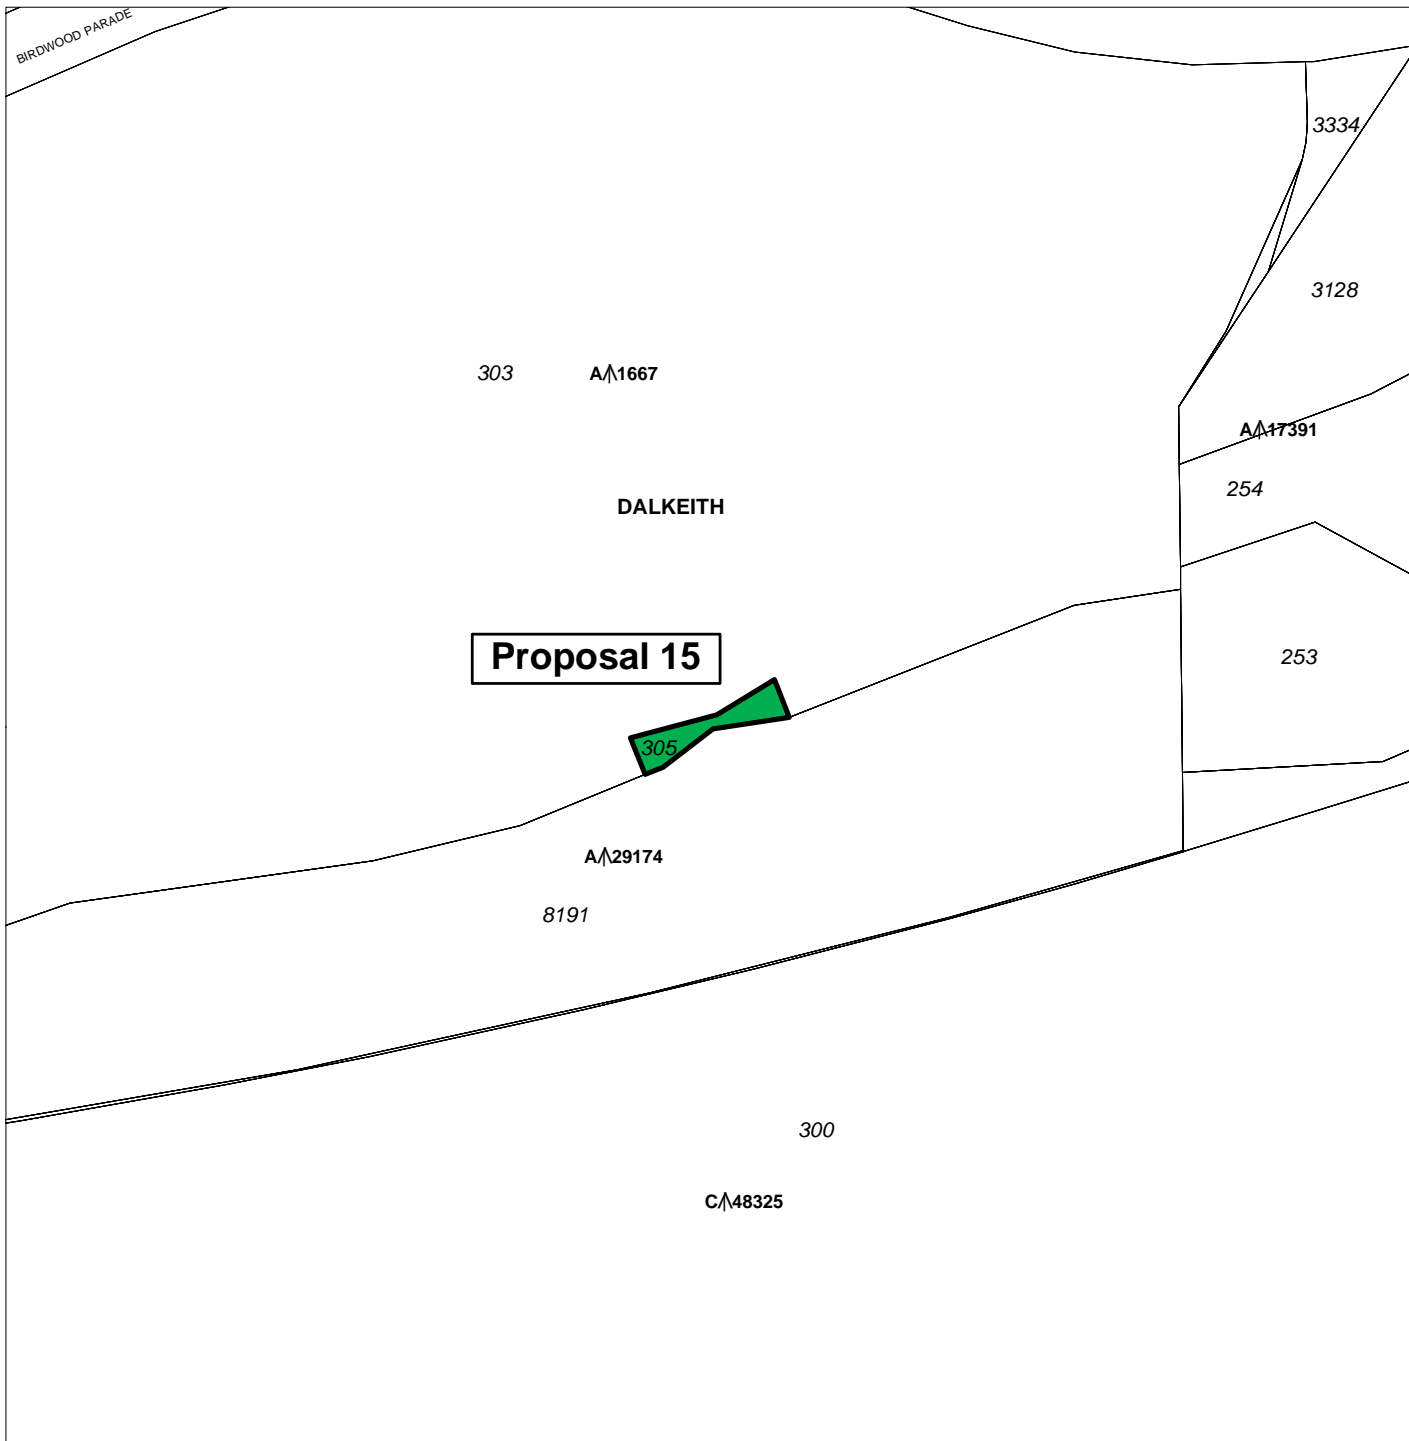 BIRDWOOD PARADE
3334
3128
303
A 1667
A 17391
254
DALKEITH
Proposal 15
253
305
A 29174
8191
300
C 48325